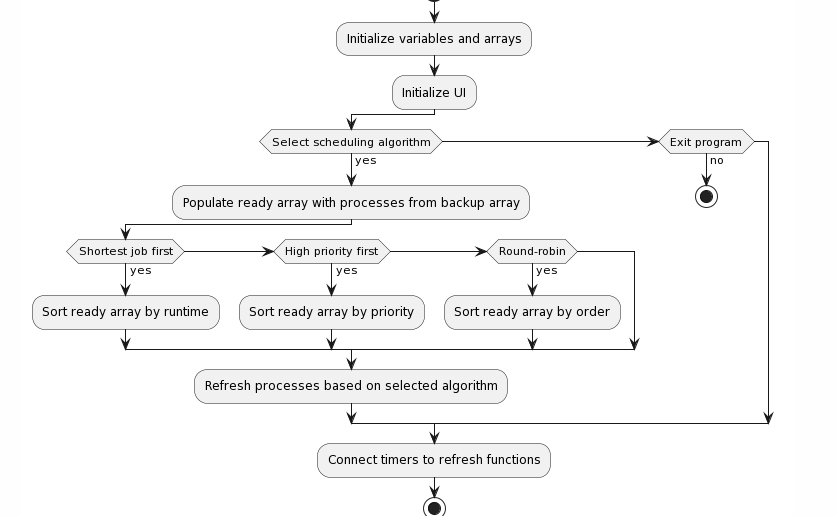 Initialize variables and arrays
Initialize UI
Select scheduling algorithm
Exit program
yes
no
Populate ready array with processes from backup array
Shortest job first
High priority first
Round-robin
yes
yes
yes
Sort ready array by runtime
Sort ready array by priority
Sort ready array by order
Refresh processes based on selected algorithm
Connect timers to refresh functions